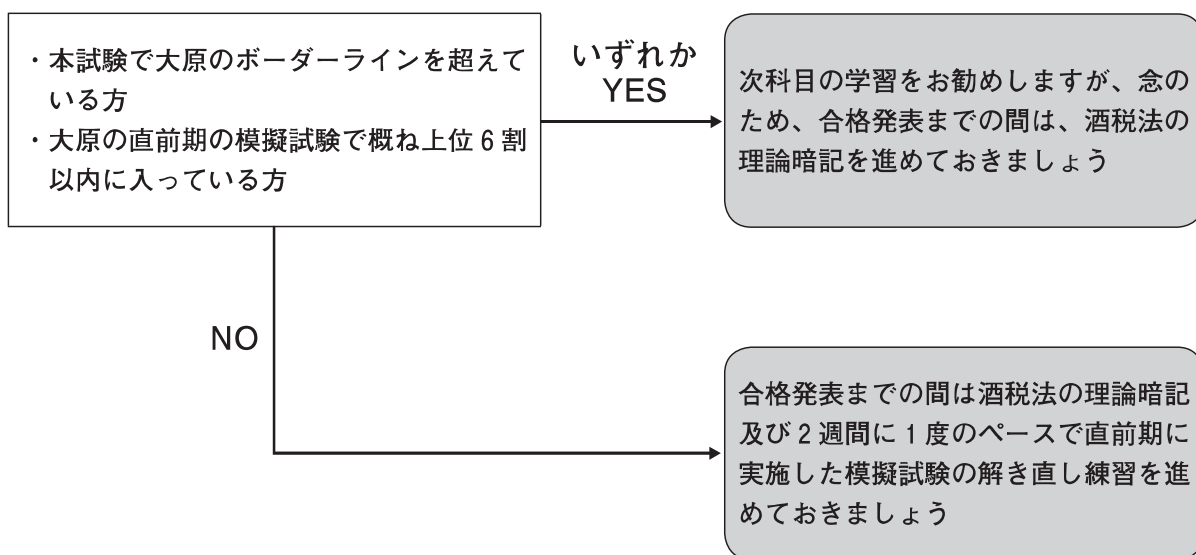 ・本試験で大原のボーダーラインを超えて
いる方
・大原の直前期の模擬試験で概ね上位6割
以内に入っている方
いずれか
YES
次科目の学習をお勧めしますが、念の
ため、合格発表までの間は、酒税法の
理論暗記を進めておきましょう
NO
合格発表までの間は酒税法の理論暗記
及び2週間に1度のペースで直前期に
実施した模擬試験の解き直し練習を進
めておきましょう